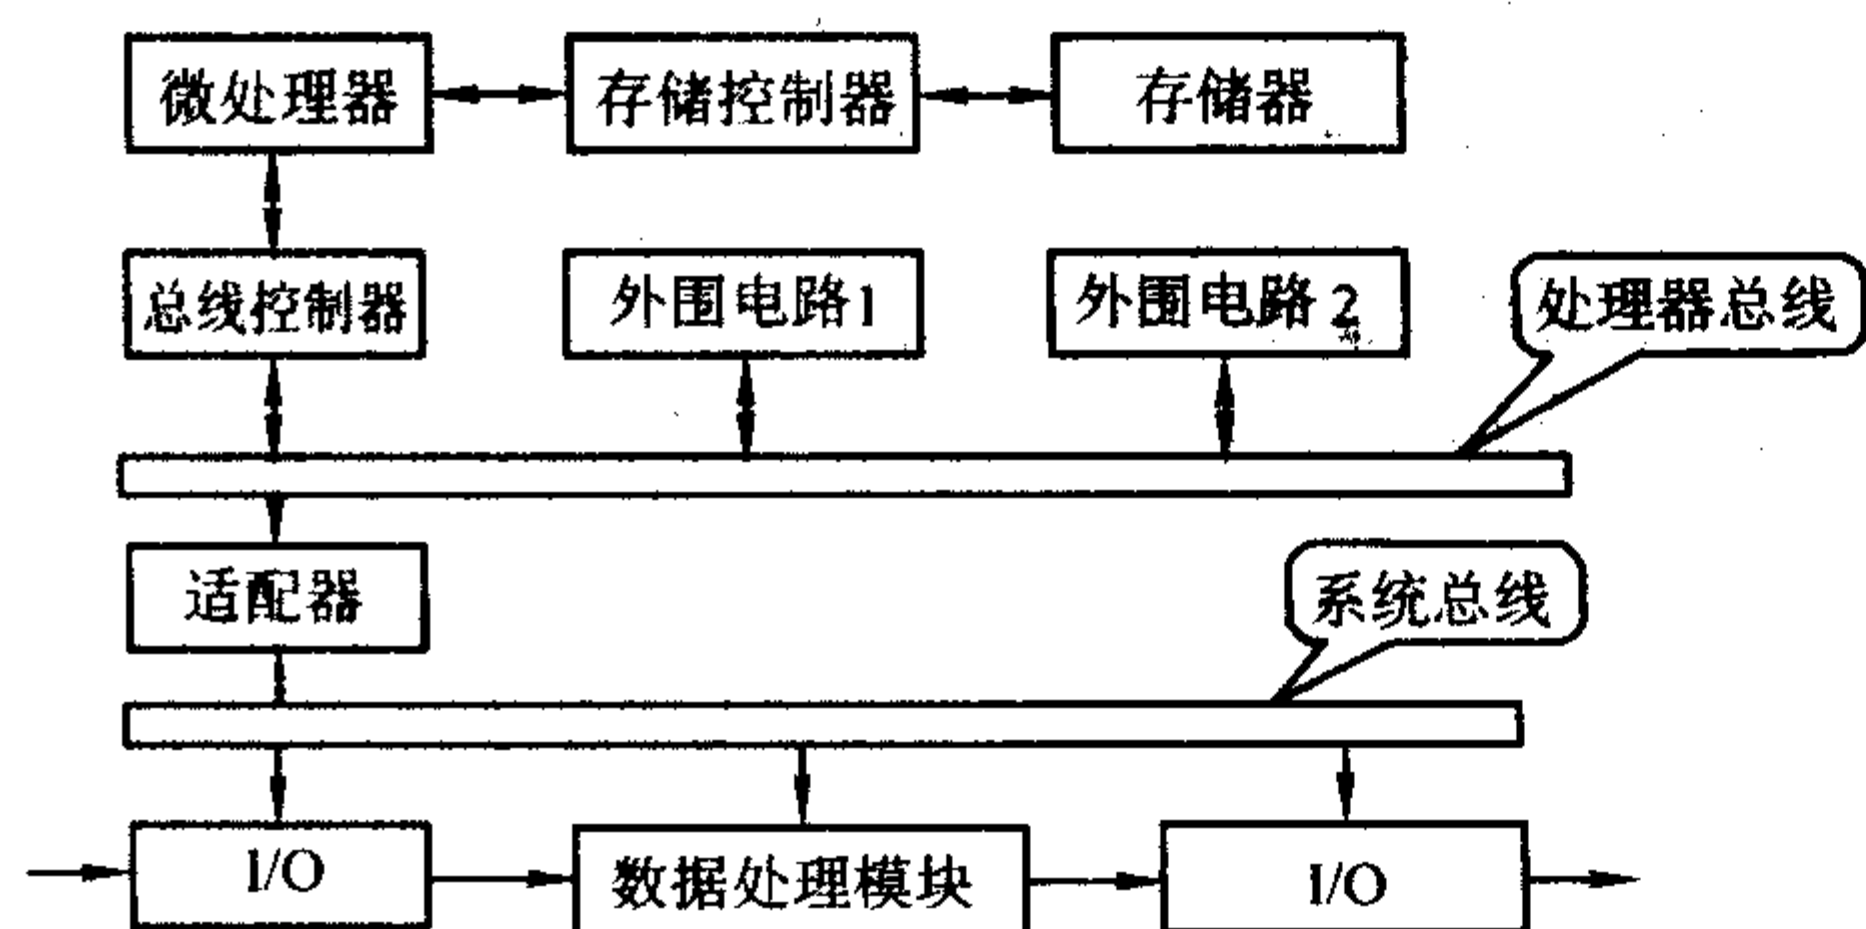 微处理器
存储控制器
存储器
总线控制器
外围电路1
外围电路2
处理器总线
适配器
系统总线
I/O
数据处理模块
I/O